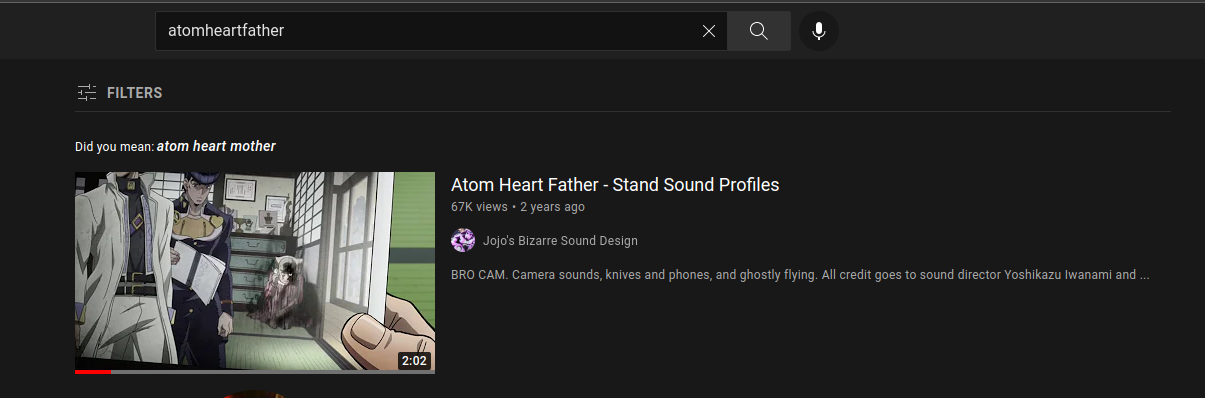 atomheartfather
FILTERS
Did you mean: atom heart mother
Atom Heart Father - Stand Sound Profiles
67K views • 2 years ago
Jojo's Bizarre Sound Design
BRO CAM. Camera sounds, knives and phones, and ghostly flying. All credit goes to sound director Yoshikazu Iwanami and ...
2:02